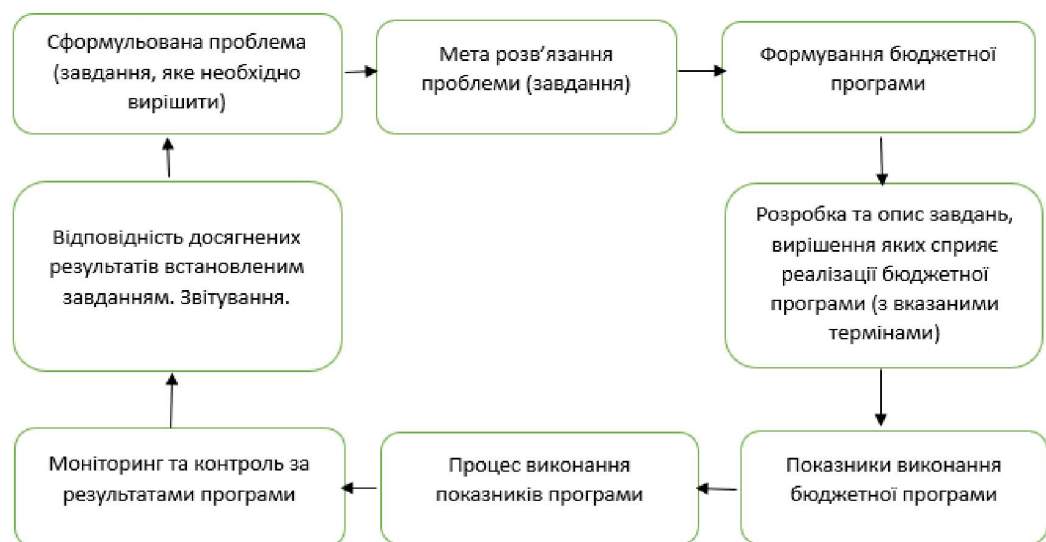 Сформульована проблема
(завдання, яке необхідно
вирішити)
Мета розв’язання
проблеми (завдання)
Формування бюджетної
програми
Розробка та опис завдань,
вирішення яких сприяє
реалізації бюджетної
програми (з вказаними
термінами)
Показники виконання
бюджетної програми
Процес виконання
показників програми
Моніторинг та контроль за
результатами програми
Відповідність досягнених
результатів встановленим
завданням. Звітування.